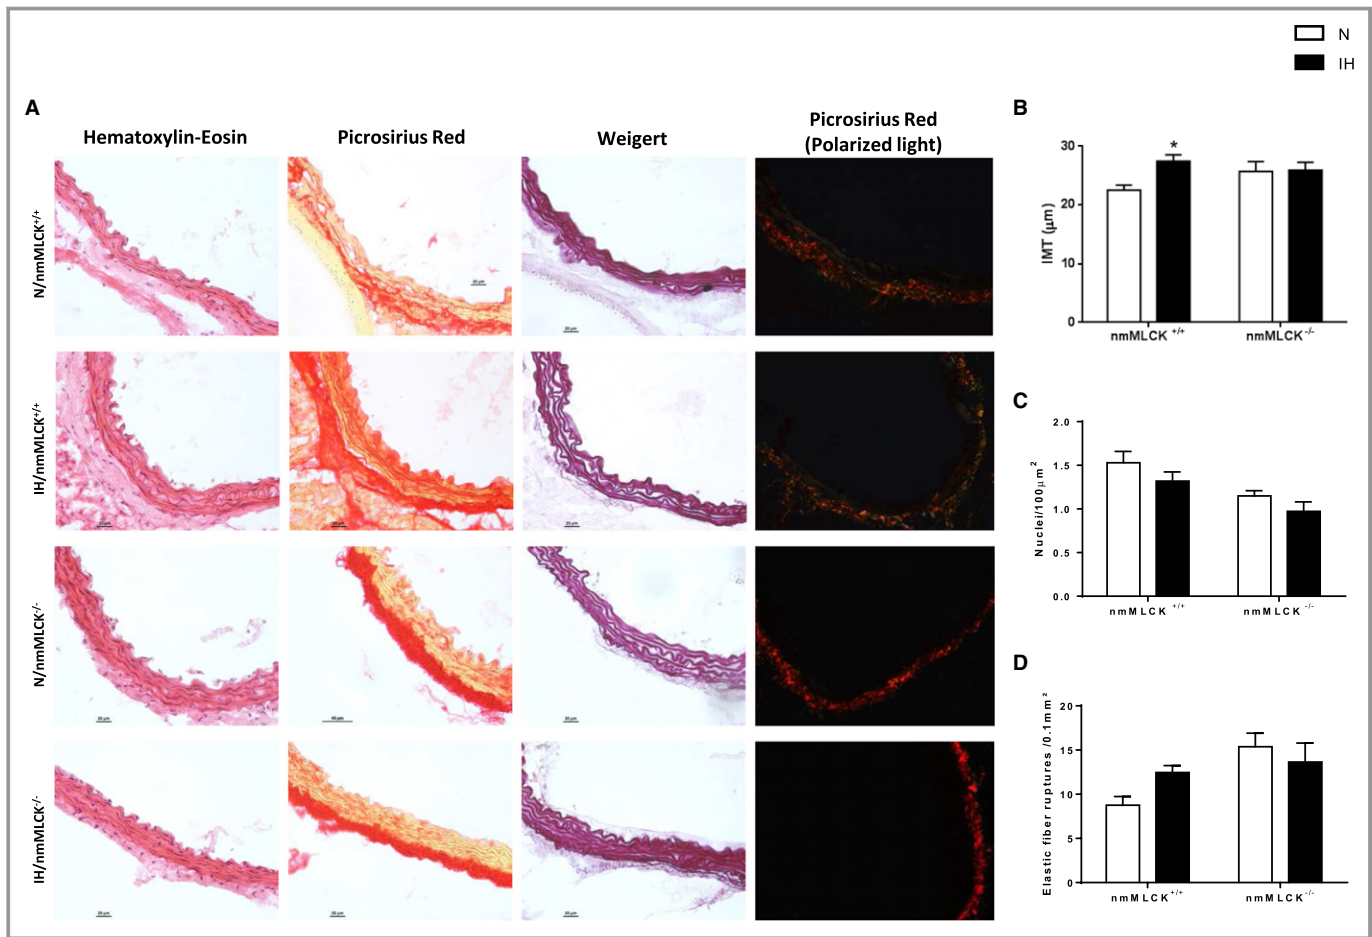 N
IH
A
Hematoxylin-Eosin
Picrosirius Red
Weigert
Picrosirius Red
(Polarized light)
N/nmMLCK+/+
IH/nmMLCK+/+
N/nmMLCK-/-
IH/nmMLCK-/-
B
*
30
20
10
0
IMT (μm)
nmMLCK +/+
nmMLCK -/-
C
2.0
1.5
1.0
0.5
0.0
Nuclei/100μm²
nmMLCK +/+
nmMLCK -/-
D
20
15
10
5
0
Elastic fiber ruptures /0.1mm²
nmMLCK +/+
nmMLCK -/-